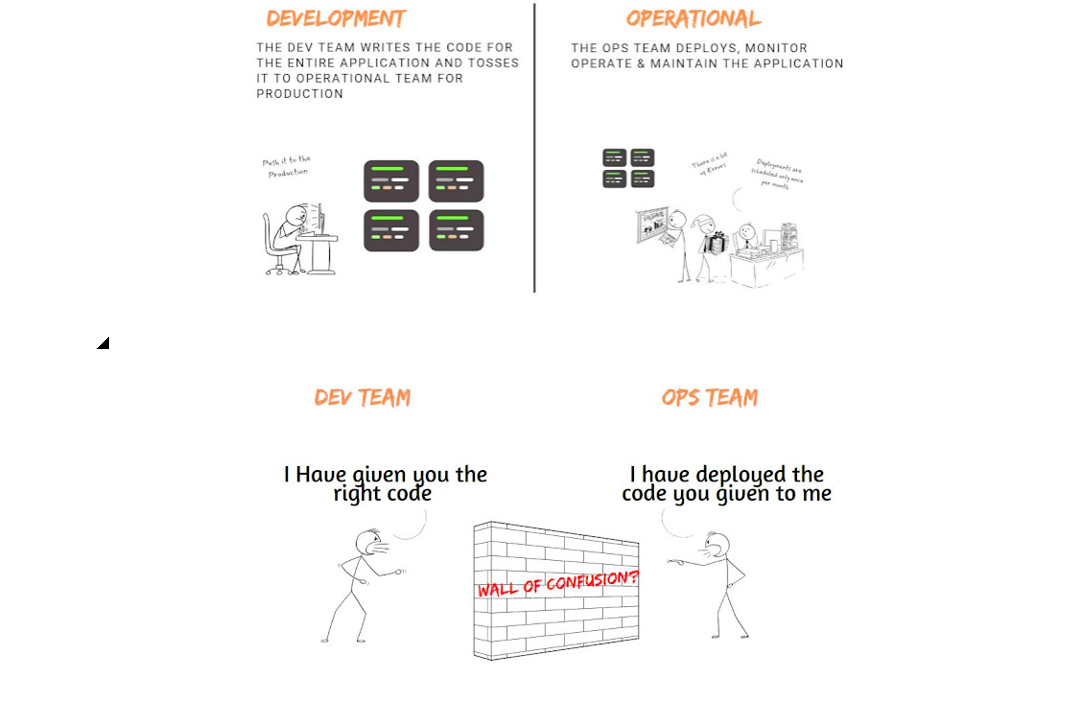 DEVELOPMENT
THE DEV TEAM WRITES THE CODE FOR
THE ENTIRE APPLICATION AND TOSSES
IT TO OPERATIONAL TEAM FOR
PRODUCTION
Push it to the
Production
OPERATIONAL
THE OPS TEAM DEPLOYS, MONITOR
OPERATE & MAINTAIN THE APPLICATION
There is a lot
of Errors
Deployments are
scheduled only once
per month
DEV TEAM
I Have given you the
right code
OPS TEAM
I have deployed the
code you given to me
WALL OF CONFUSION?